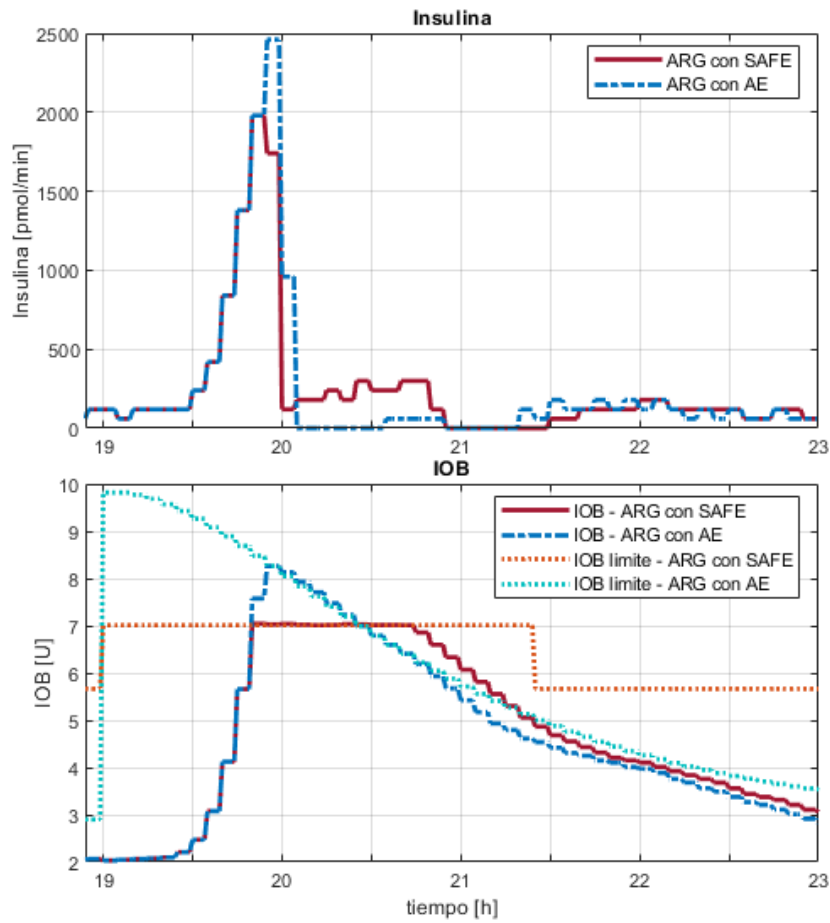 Insulina
2500
2000
1500
1000
500
0
Insulina [pmol/min]
ARG con SAFE
ARG con AE
19
20
21
22
23
IOB
10
9
8
7
6
5
4
3
2
IOB [U]
IOB - ARG con SAFE
IOB - ARG con AE
IOB limite - ARG con SAFE
IOB limite - ARG con AE
19
20
21
22
23
tiempo [h]